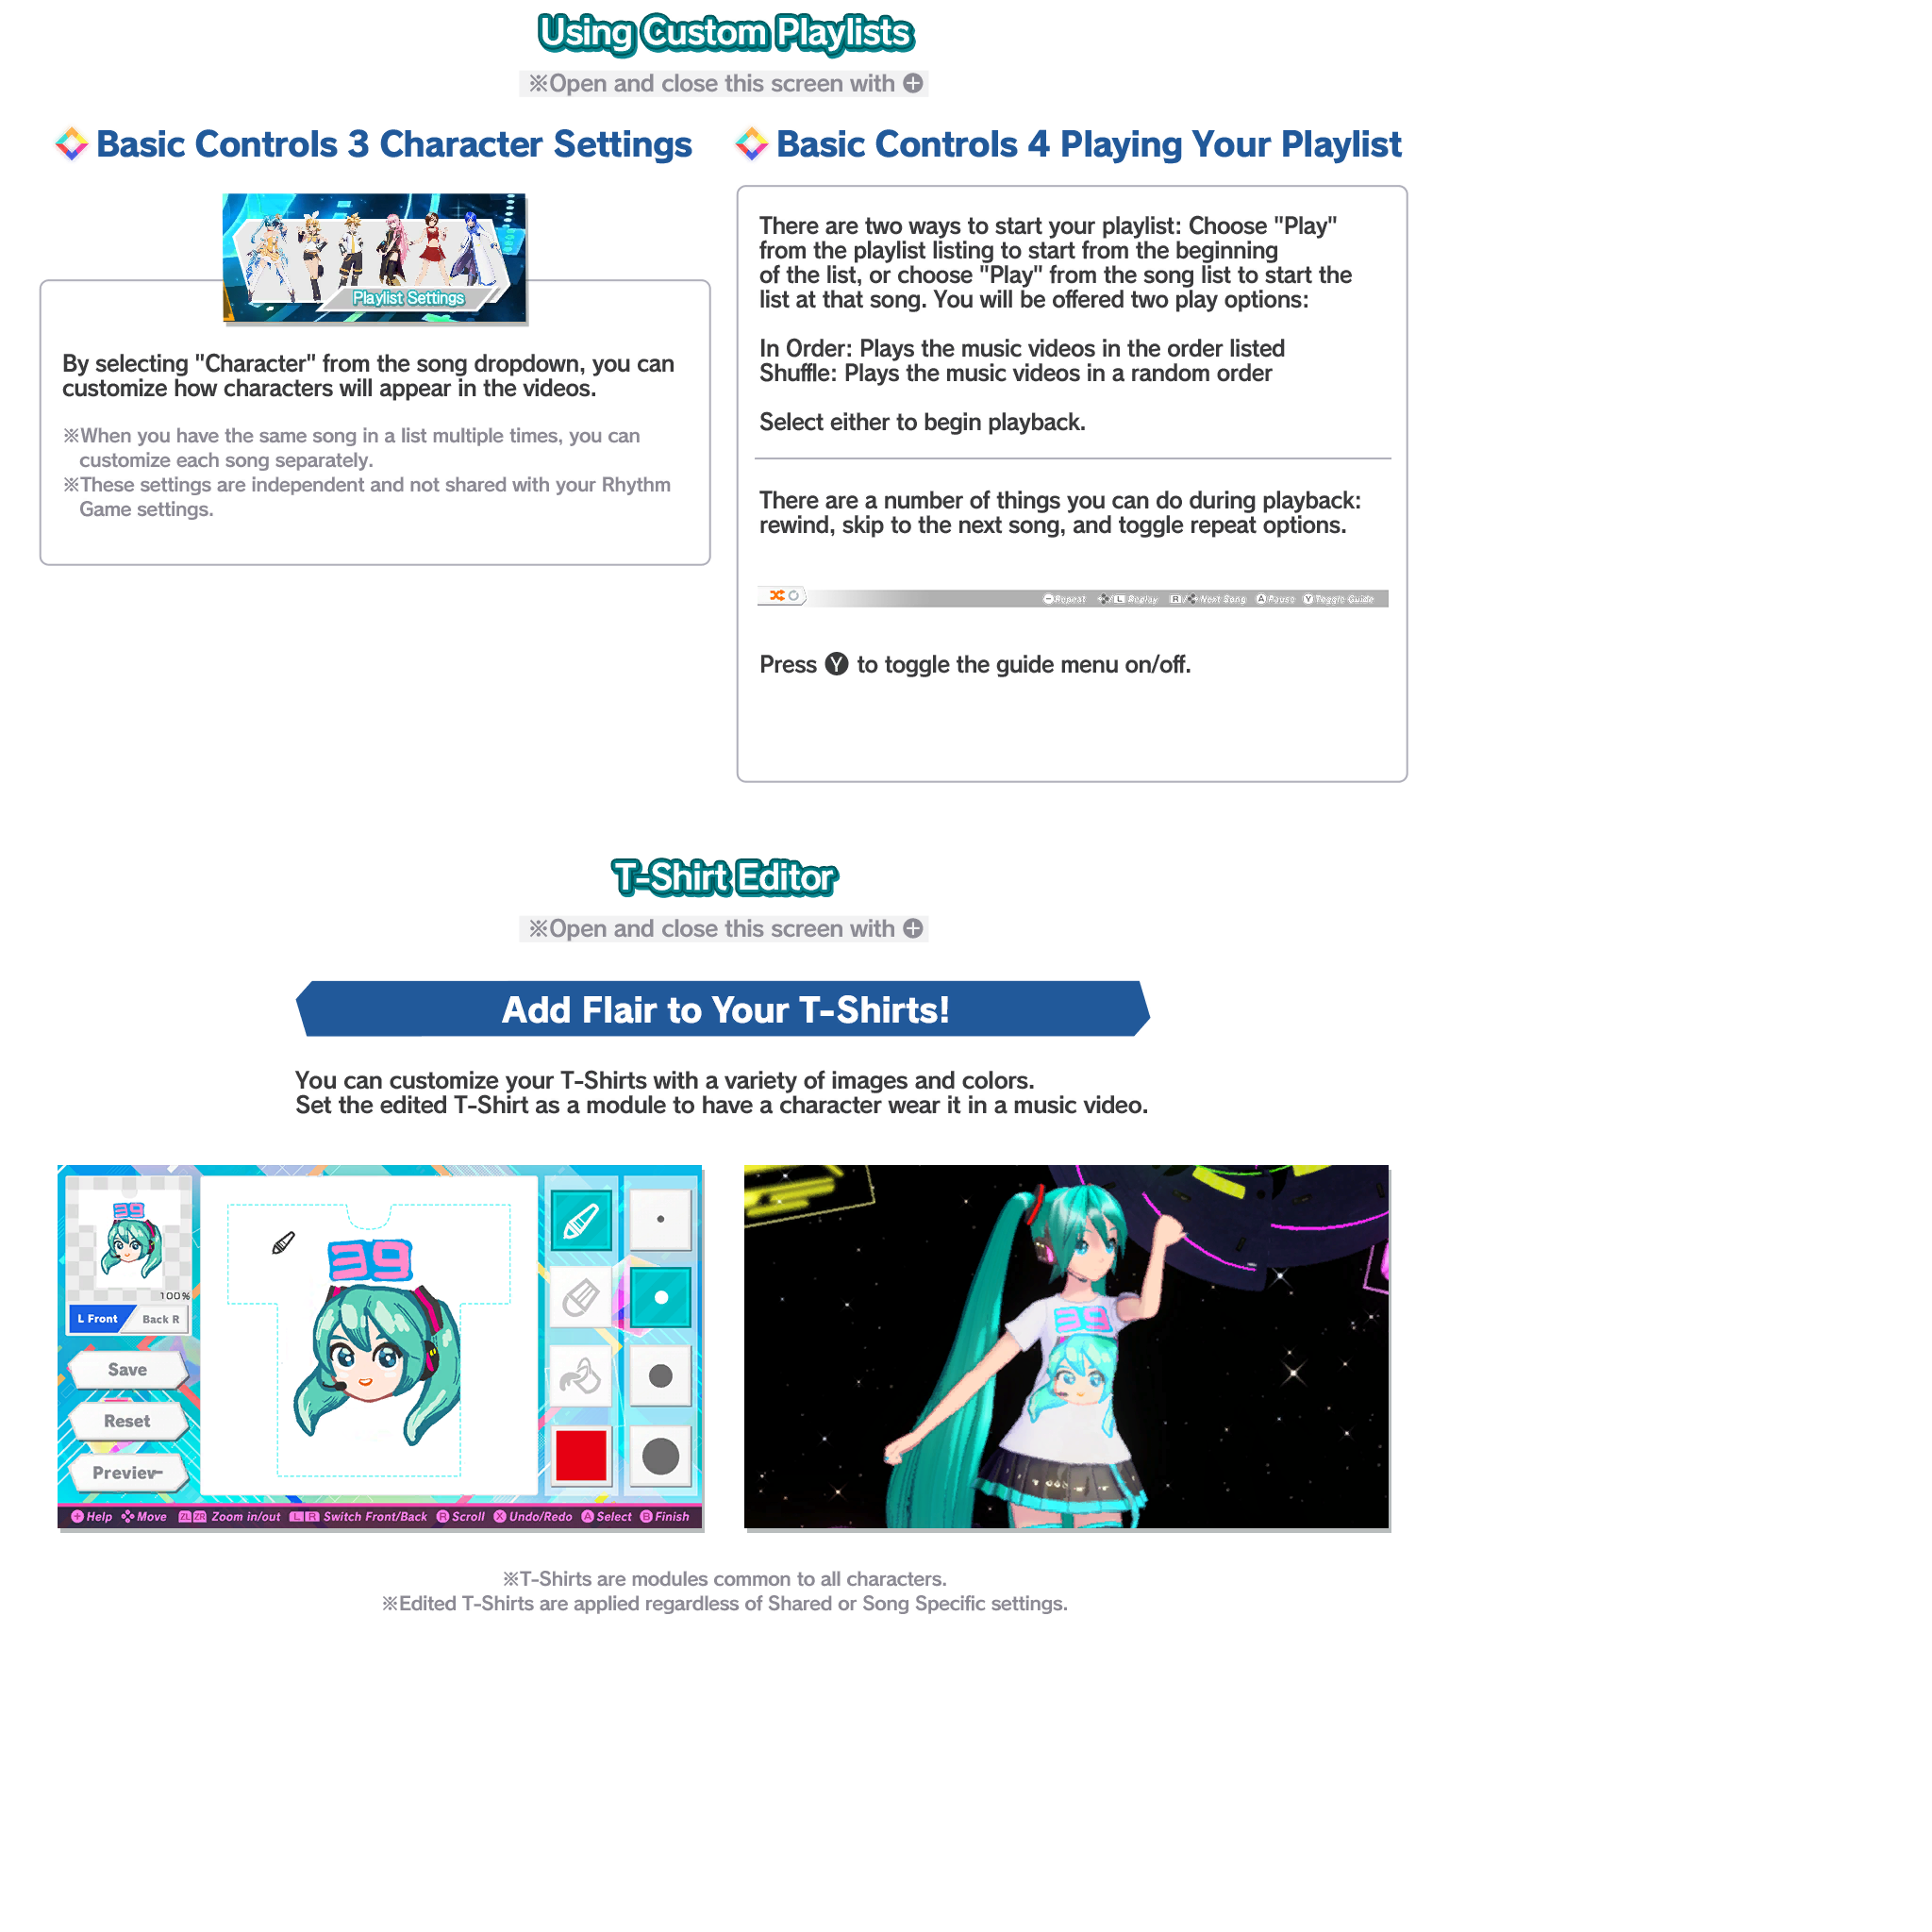 Using Custom Playlists
※Open and close this screen with
Basic Controls 3 Character Settings
Playlist Settings
By selecting "Character" from the song dropdown, you can
customize how characters will appear in the videos.
※When you have the same song in a list multiple times, you can
customize each song separately.
※These settings are independent and not shared with your Rhythm
Game settings.
Basic Controls 4 Playing Your Playlist
There are two ways to start your playlist: Choose "Play"
from the playlist listing to start from the beginning
of the list, or choose "Play" from the song list to start the
list at that song. You will be offered two play options:
In Order: Plays the music videos in the order listed
Shuffle: Plays the music videos in a random order
Select either to begin playback.
There are a number of things you can do during playback:
rewind, skip to the next song, and toggle repeat options.
Repeat L Replay R Next Song A Pause Y Toggle Guide
Press Y to toggle the guide menu on/off.
T-Shirt Editor
※Open and close this screen with
Add Flair to Your T-Shirts!
You can customize your T-Shirts with a variety of images and colors.
Set the edited T-Shirt as a module to have a character wear it in a music video.
39
100%
L Front Back R
Save
Reset
Preview
39
Help Move ZL ZR Zoom in/out L R Switch Front/Back R Scroll X Undo/Redo A Select B Finish
39
※T-Shirts are modules common to all characters.
※Edited T-Shirts are applied regardless of Shared or Song Specific settings.